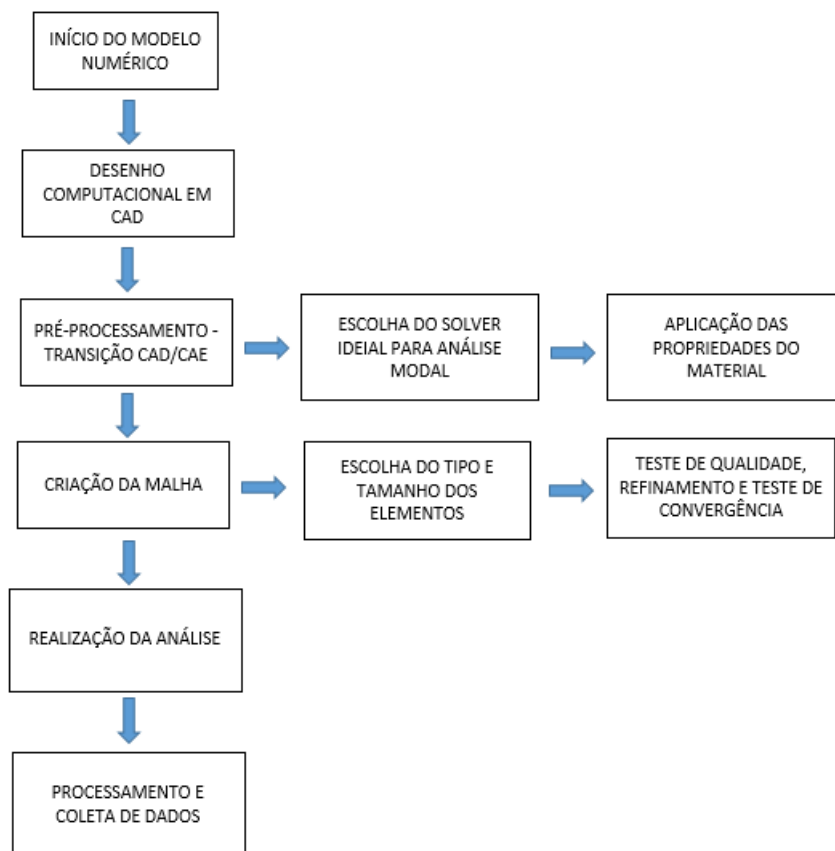 INÍCIO DO MODELO
NUMÉRICO
DESENHO
COMPUTACIONAL EM
CAD
PRÉ-PROCESSAMENTO -
TRANSIÇÃO CAD/CAE
ESCOLHA DO SOLVER
IDEIAL PARA ANÁLISE
MODAL
APLICAÇÃO DAS
PROPRIEDADES DO
MATERIAL
CRIAÇÃO DA MALHA
ESCOLHA DO TIPO E
TAMANHO DOS
ELEMENTOS
TESTE DE QUALIDADE,
REFINAMENTO E TESTE DE
CONVERGÊNCIA
REALIZAÇÃO DA ANÁLISE
PROCESSAMENTO E
COLETA DE DADOS